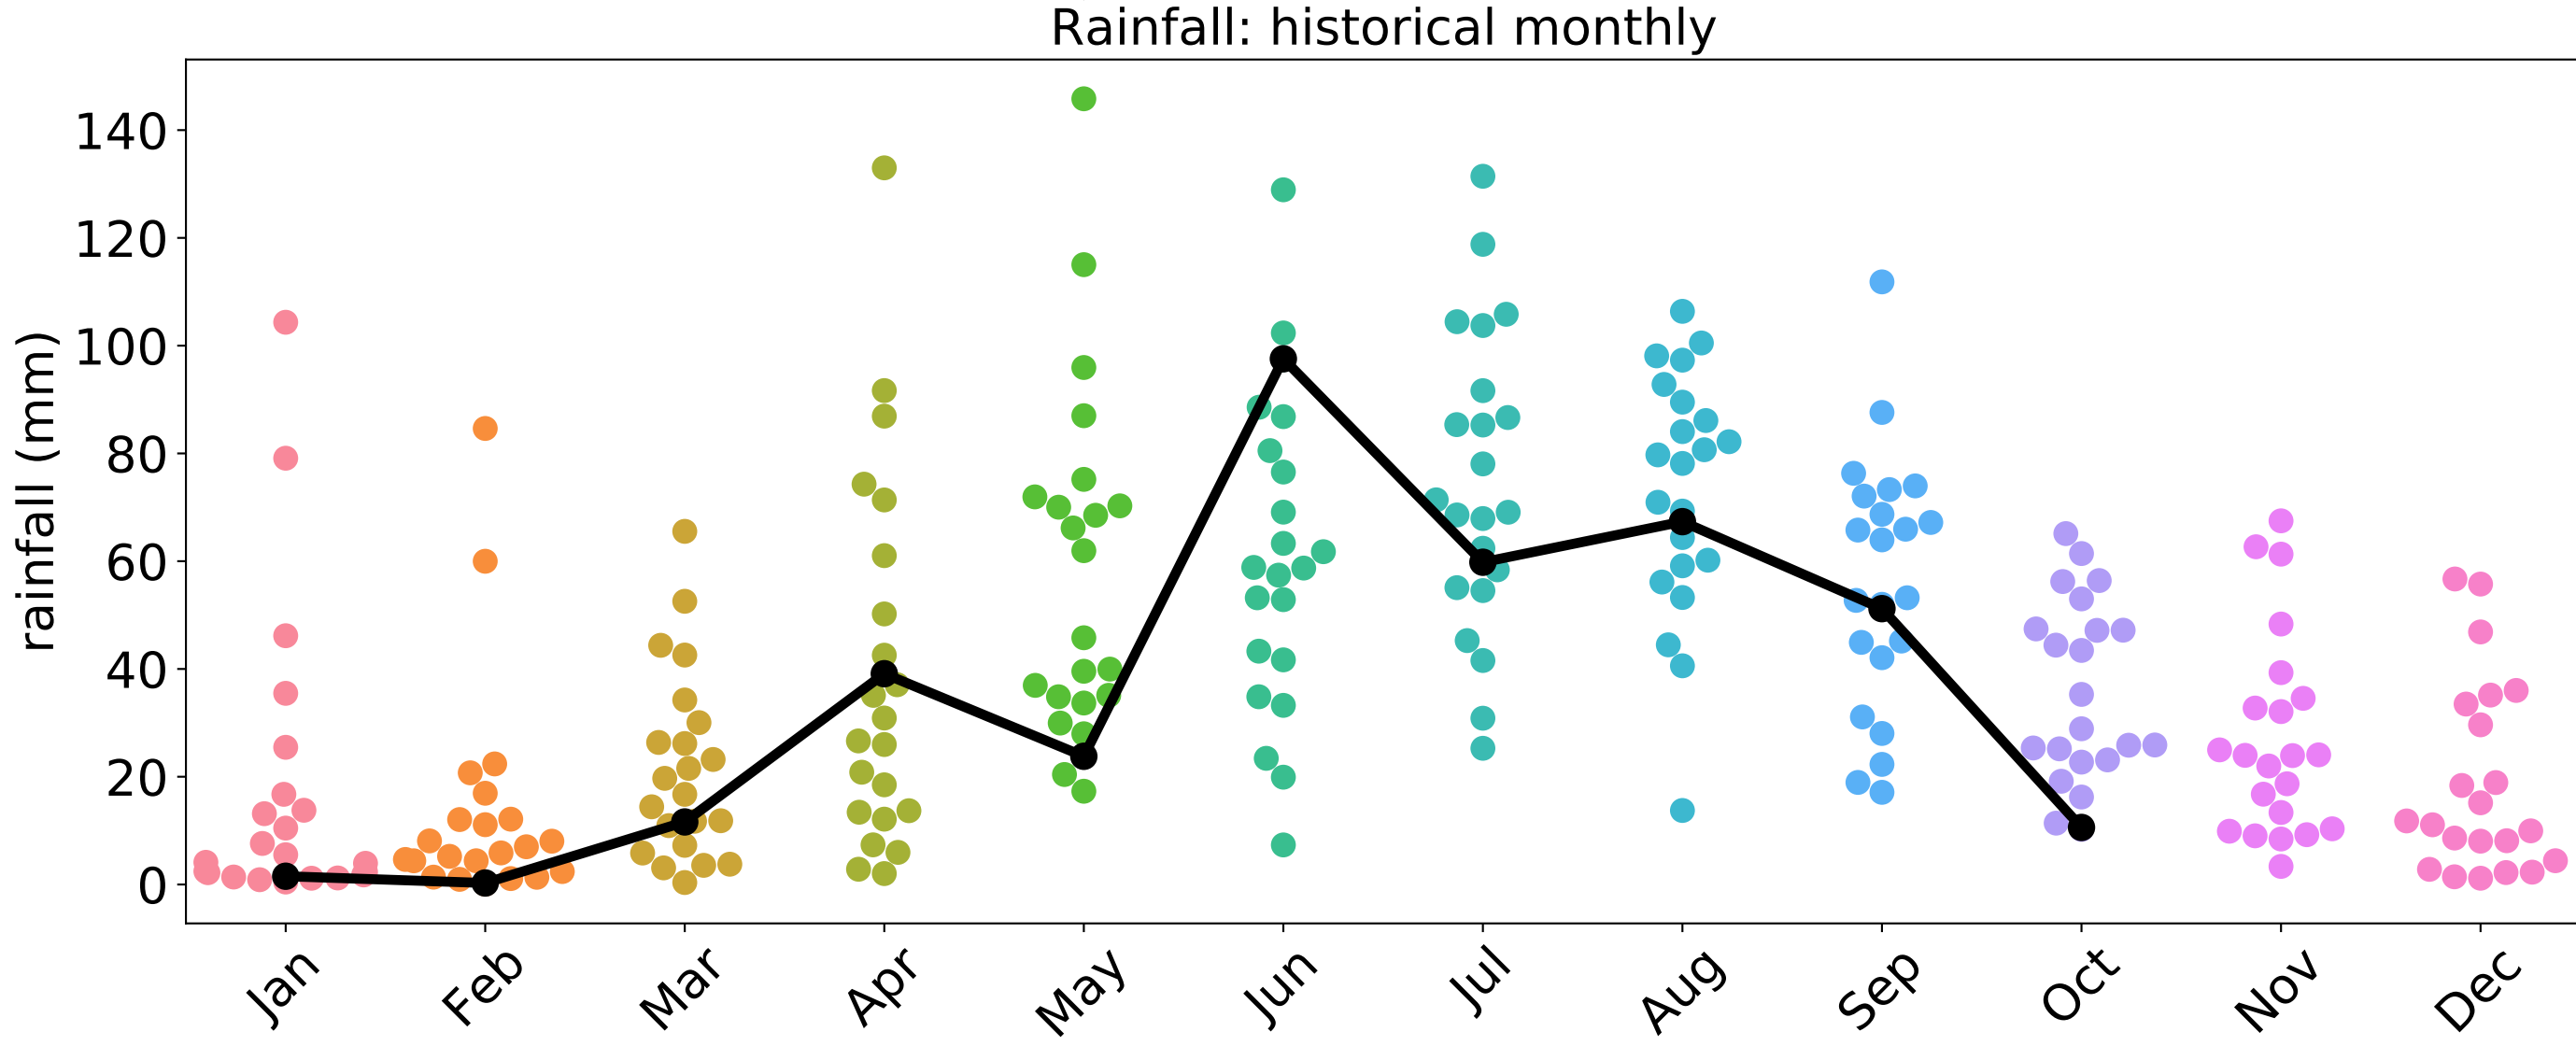 Rainfall: historical monthly
rainfall (mm)
140
120
100
80
60
40
20
0
Jan
Feb
Mar
Apr
May
Jun
Jul
Aug
Sep
Oct
Nov
Dec